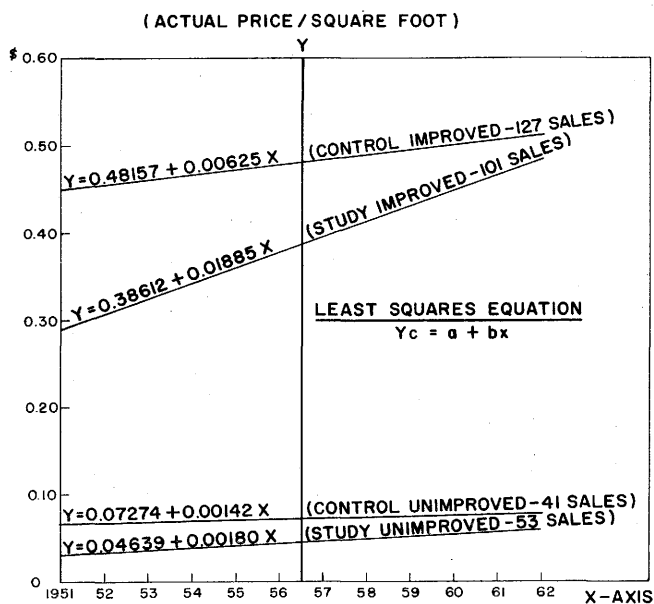 (ACTUAL PRICE/SQUARE FOOT)
Y
$
0.60
0.50
0.40
0.30
0.20
0.10
0
Y=0.48157+0.00625 X (CONTROL IMPROVED-127 SALES)
Y=0.38612+0.01885 X (STUDY IMPROVED-101 SALES)
LEAST SQUARES EQUATION
Yc = a + bx
Y=0.07274+0.00142 X (CONTROL UNIMPROVED-41 SALES)
Y=0.04639+0.00180 X (STUDY UNIMPROVED-53 SALES)
1951 52 53 54 55 56 57 58 59 60 61 62 X-AXIS